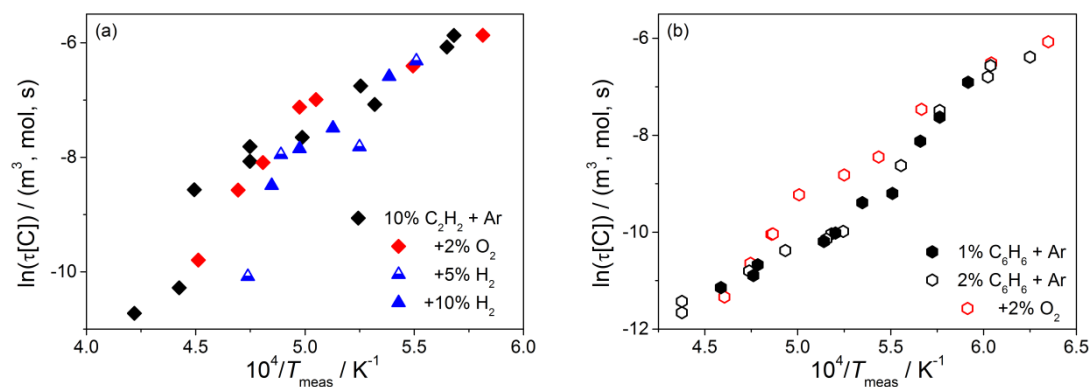 (a)
ln(τ[C]) / (m³, mol, s)
-6
-8
-10
10% C₂H₂ + Ar
+2% O₂
+5% H₂
+10% H₂
4.0 4.5 5.0 5.5 6.0
10⁴/T_meas / K⁻¹
(b)
ln(τ[C]) / (m³, mol, s)
-6
-8
-10
-12
1% C₆H₆ + Ar
2% C₆H₆ + Ar
+2% O₂
4.5 5.0 5.5 6.0 6.5
10⁴/T_meas / K⁻¹